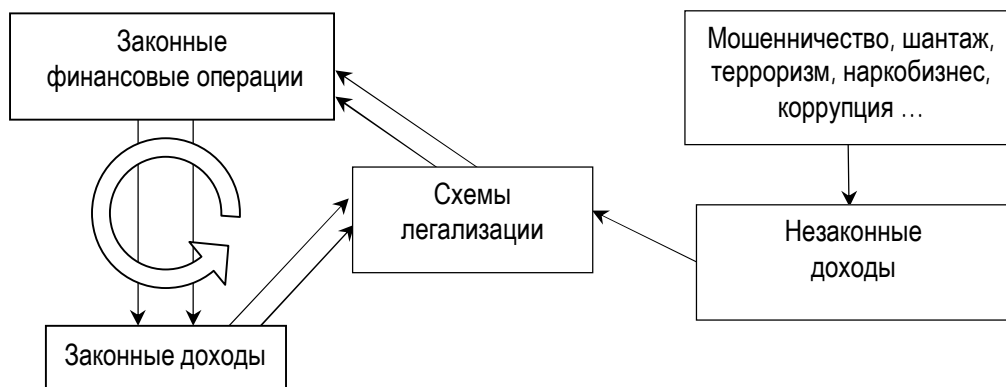 Законные
финансовые операции
Мошенничество, шантаж,
терроризм, наркобизнес,
коррупция …
Схемы
легализации
Незаконные
доходы
Законные доходы